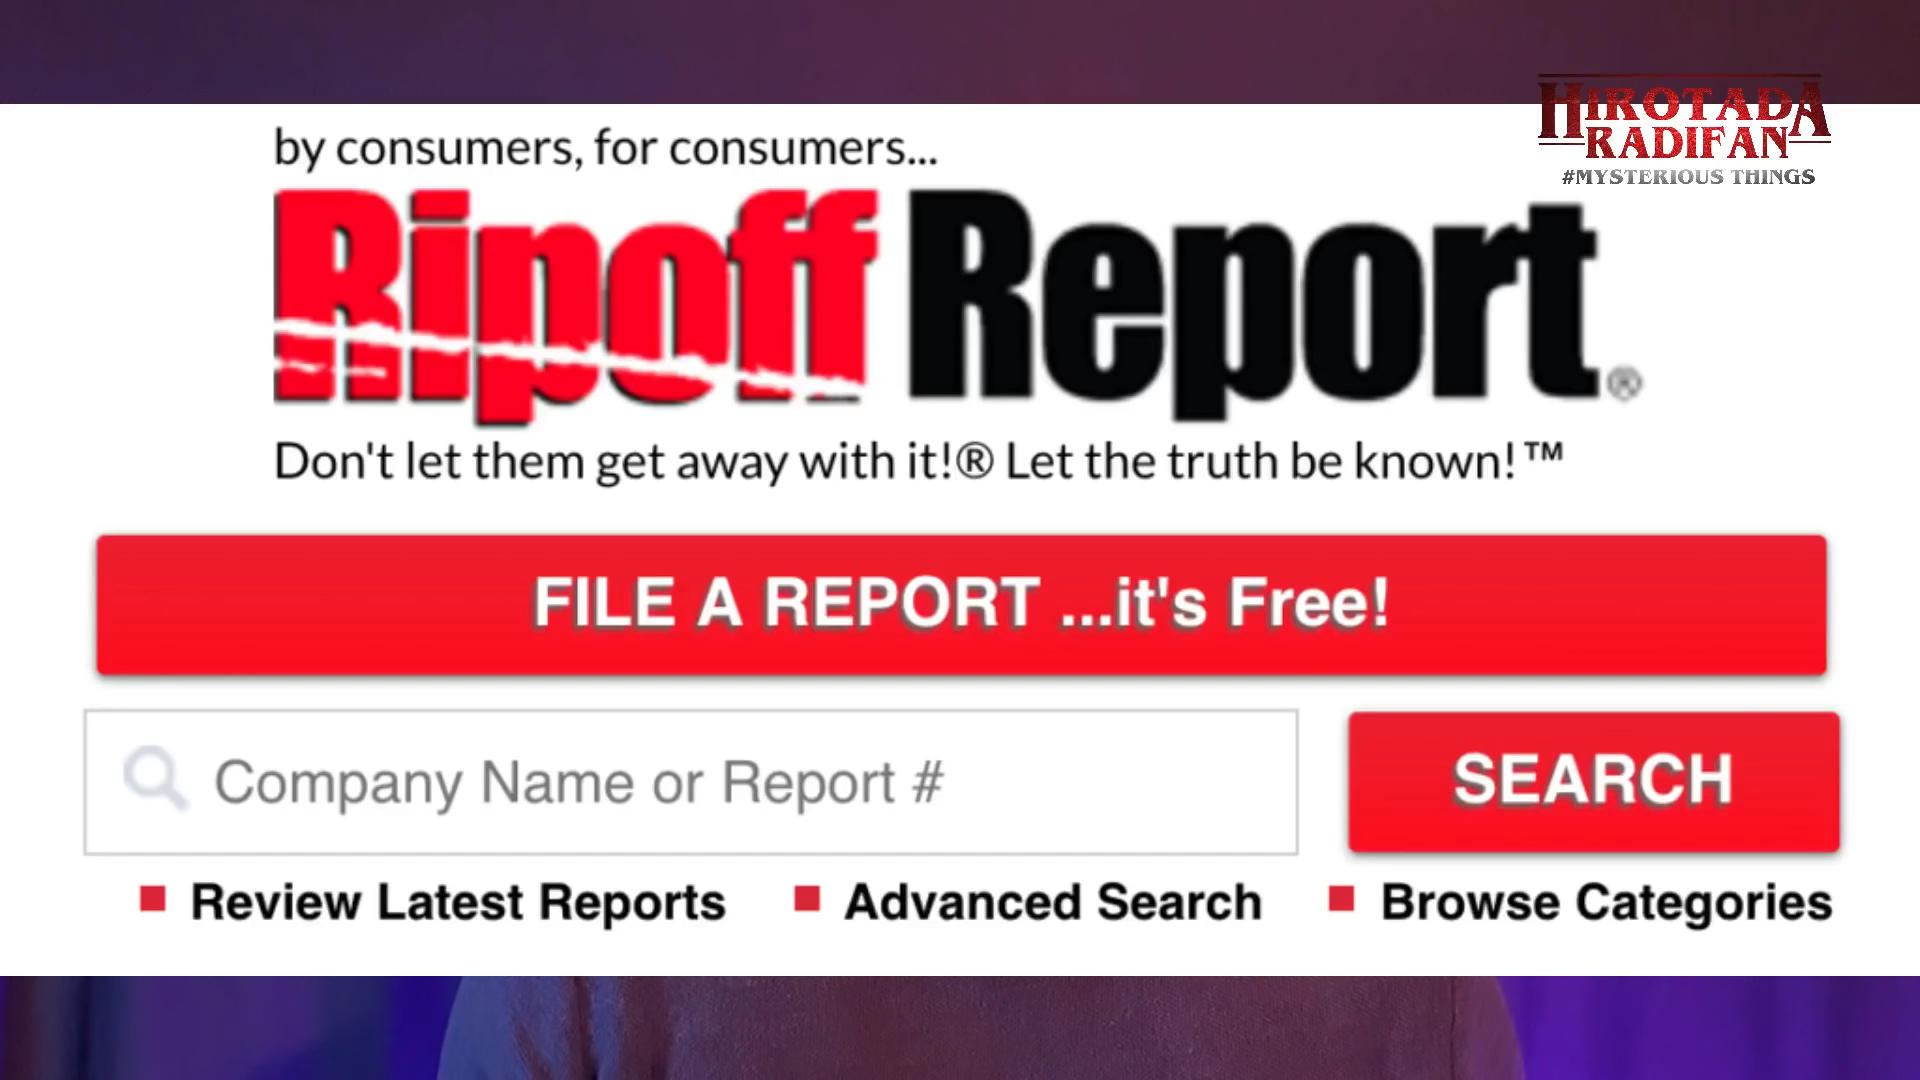 HIROTADA
RADIFAN
#MYSTERIOUS THINGS
by consumers, for consumers...
Ripoff Report®
Don't let them get away with it!® Let the truth be known!™
FILE A REPORT ...it's Free!
Company Name or Report #
SEARCH
Review Latest Reports
Advanced Search
Browse Categories